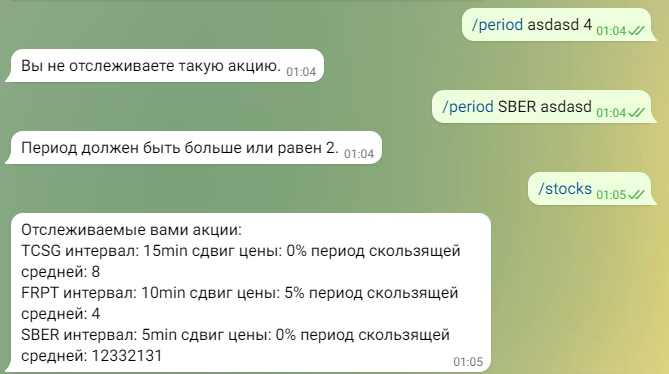 /period asdasd 4 01:04
Вы не отслеживаете такую акцию. 01:04
/period SBER asdasd 01:04
Период должен быть больше или равен 2. 01:04
/stocks 01:05
Отслеживаемые вами акции:
TCSG интервал: 15min сдвиг цены: 0% период скользящей
средней: 8
FRPT интервал: 10min сдвиг цены: 5% период скользящей
средней: 4
SBER интервал: 5min сдвиг цены: 0% период скользящей
средней: 12332131 01:05